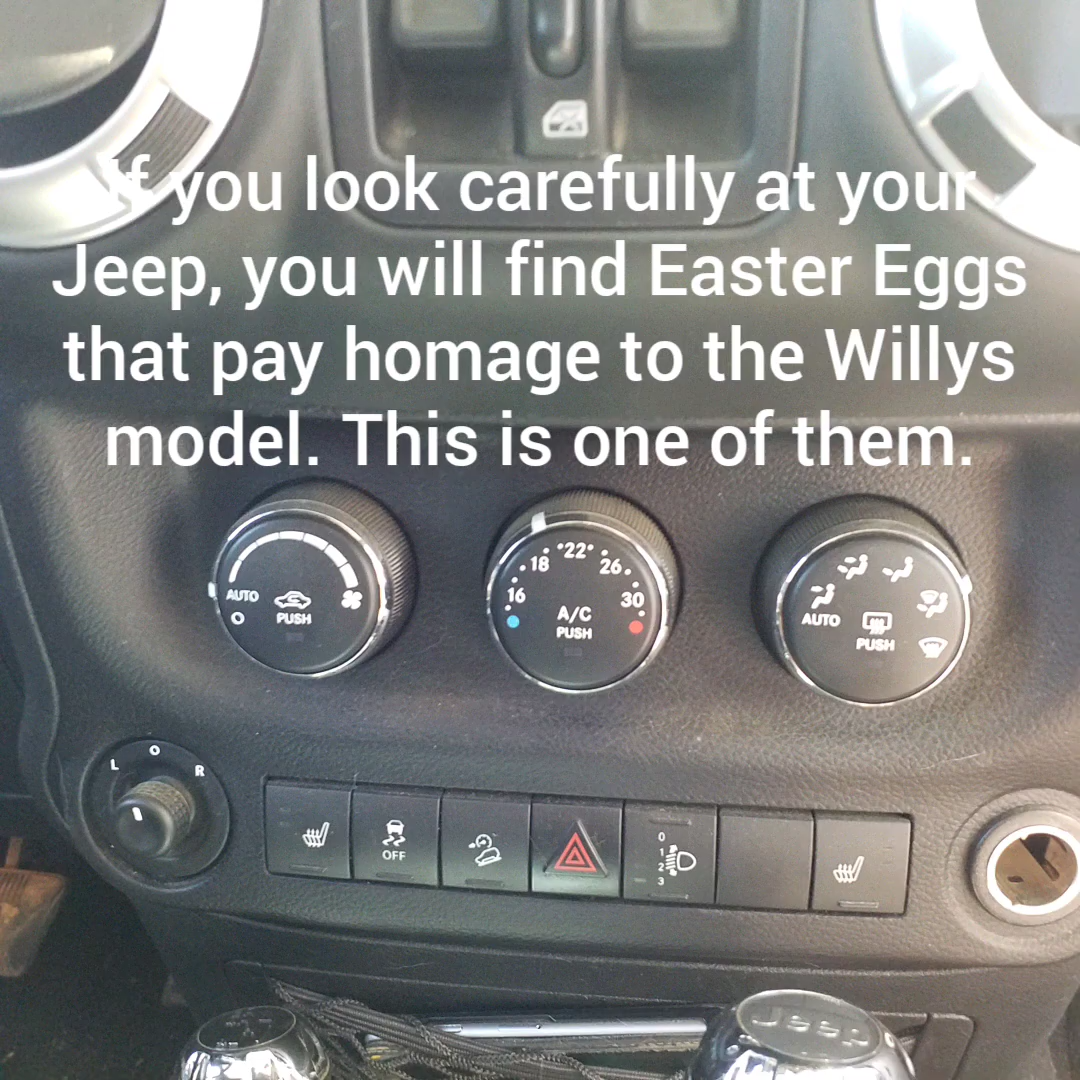 If you look carefully at your
Jeep, you will find Easter Eggs
that pay homage to the Willys
model. This is one of them.
18 °22° 26
16 30
A/C
PUSH
AUTO
O
PUSH
AUTO
PUSH
L O R
OFF
0
1
2
3
Jeep